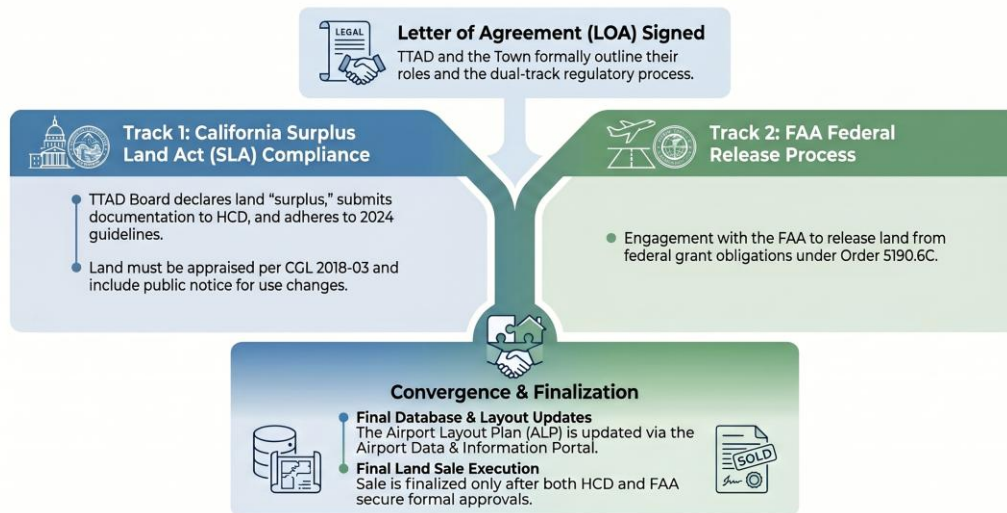 LEGAL
Letter of Agreement (LOA) Signed
TTAD and the Town formally outline their
roles and the dual-track regulatory process.
Track 1: California Surplus
Land Act (SLA) Compliance
TTAD Board declares land "surplus," submits
documentation to HCD, and adheres to 2024
guidelines.
Land must be appraised per CGL 2018-03 and
include public notice for use changes.
Track 2: FAA Federal
Release Process
Engagement with the FAA to release land from
federal grant obligations under Order 5190.6C.
Convergence & Finalization
Final Database & Layout Updates
The Airport Layout Plan (ALP) is updated via the
Airport Data & Information Portal.
Final Land Sale Execution
Sale is finalized only after both HCD and FAA
secure formal approvals.
SOLD